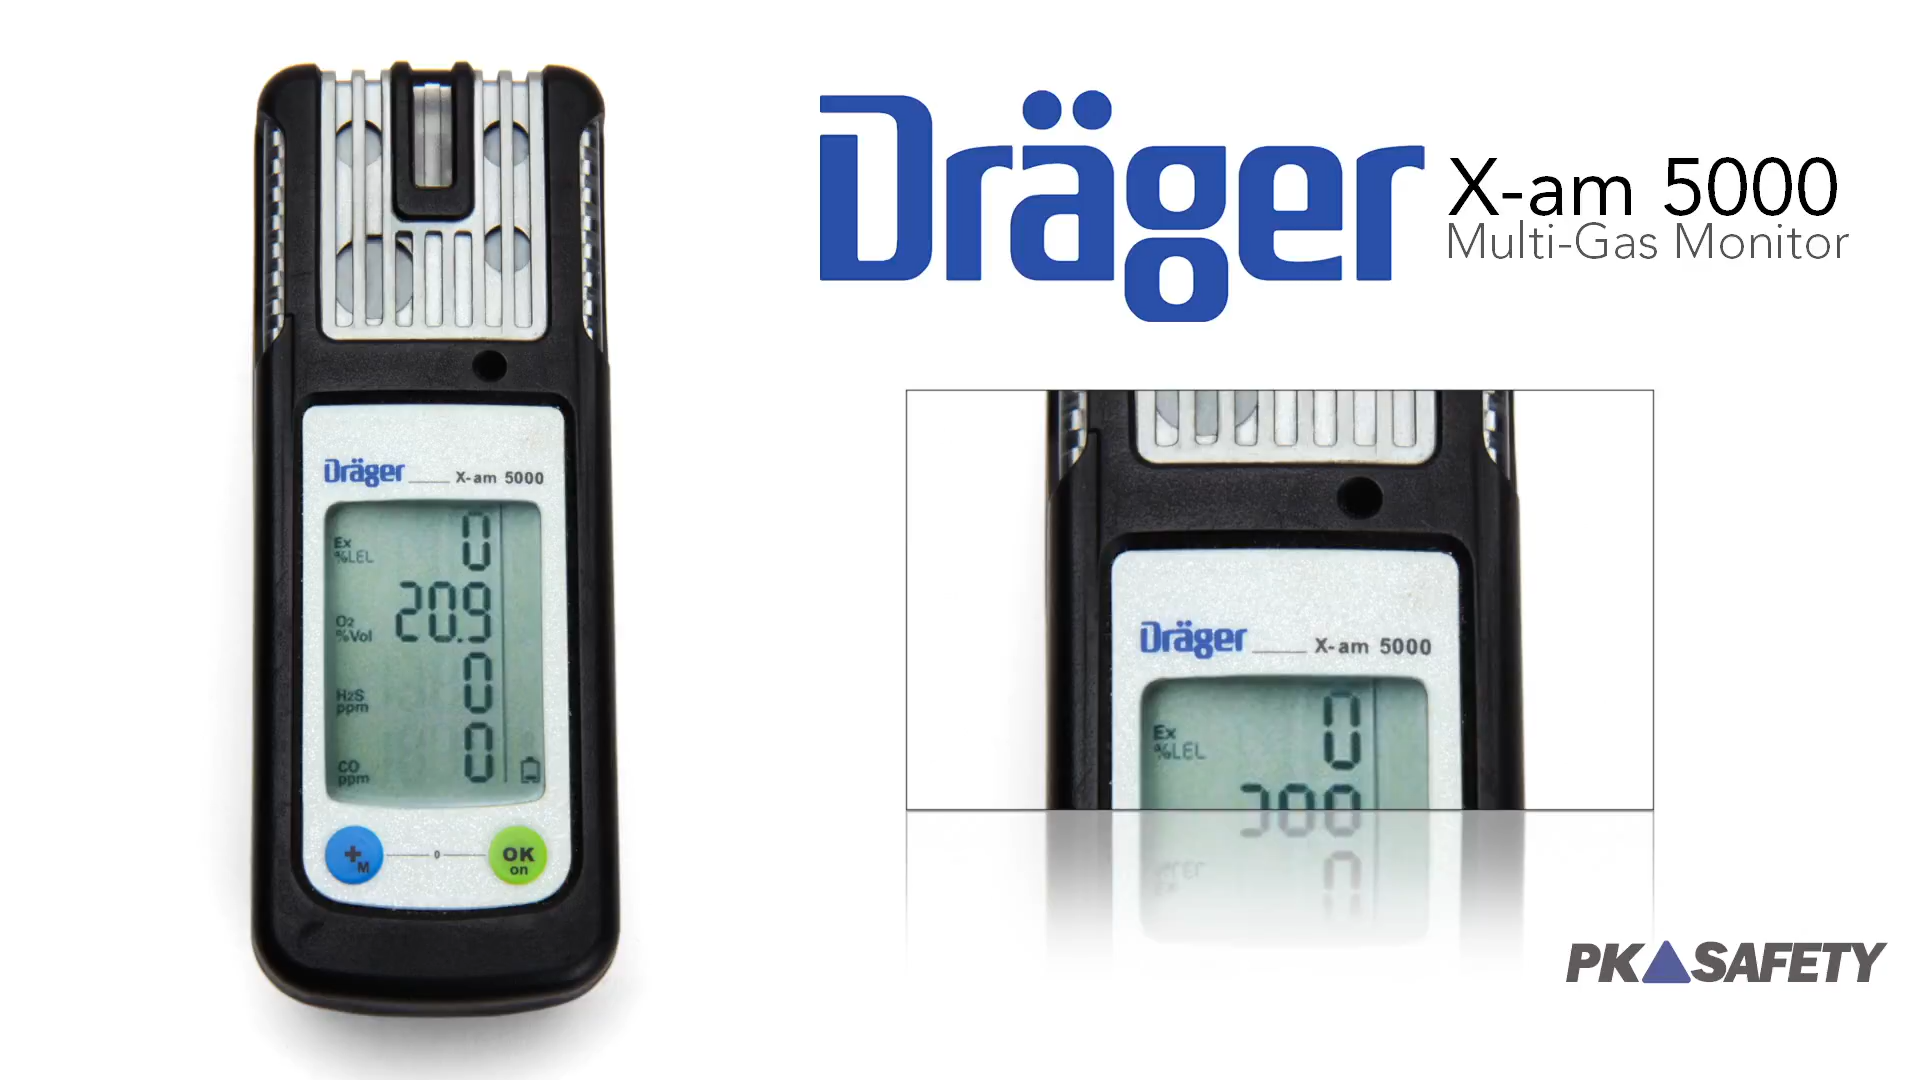 Dräger
X-am 5000
Multi-Gas Monitor
Dräger X-am 5000
Ex
%LEL
0
O2
%Vol
20.9
H2S
ppm
0
CO
ppm
0
+
M
0
OK
on
Dräger X-am 5000
Ex
%LEL
0
PK SAFETY